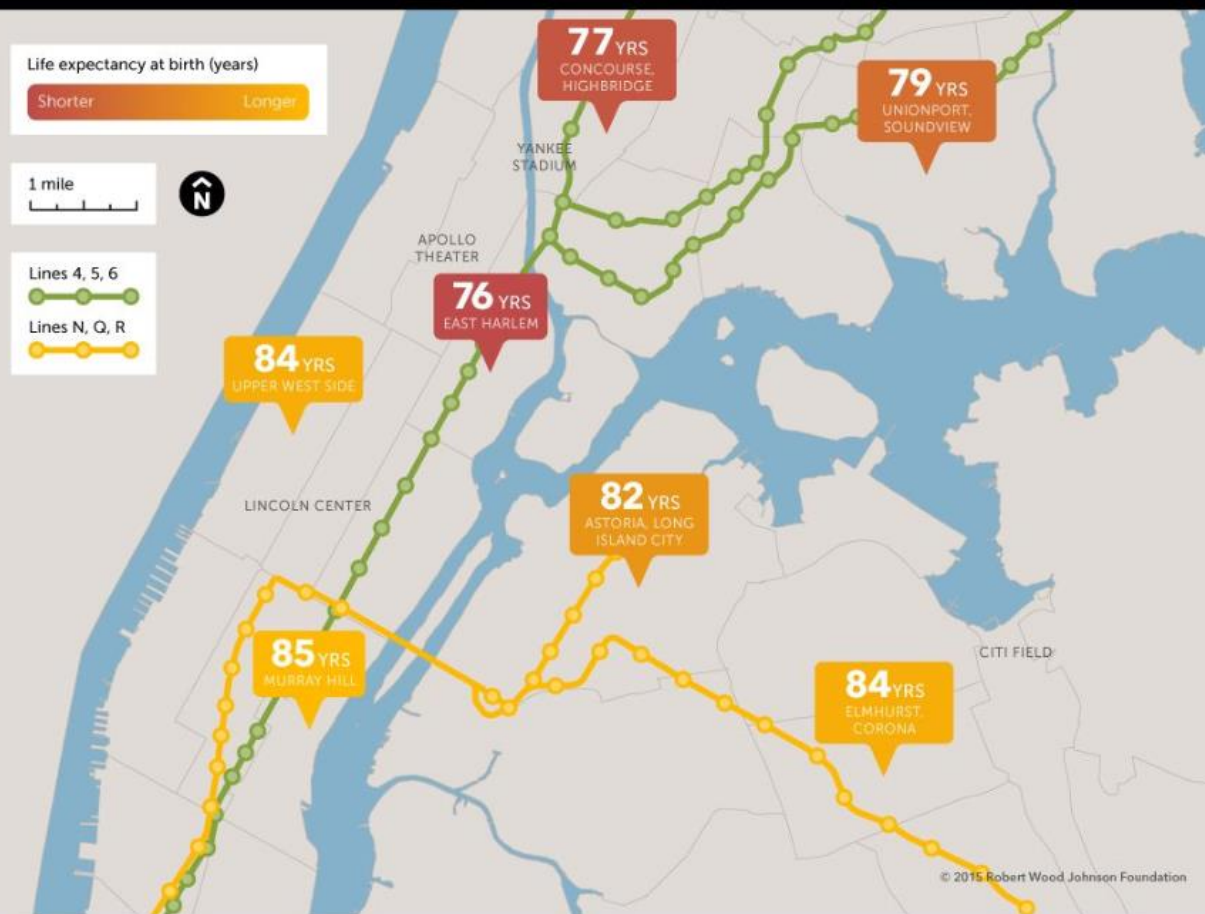 Life expectancy at birth (years)
Shorter Longer
1 mile
N
Lines 4, 5, 6
Lines N, Q, R
77 YRS
CONCOURSE,
HIGHBRIDGE
79 YRS
UNIONPORT,
SOUNDVIEW
YANKEE
STADIUM
APOLLO
THEATER
76 YRS
EAST HARLEM
84 YRS
UPPER WEST SIDE
LINCOLN CENTER
82 YRS
ASTORIA, LONG
ISLAND CITY
85 YRS
MURRAY HILL
CITI FIELD
84 YRS
ELMHURST,
CORONA
© 2015 Robert Wood Johnson Foundation